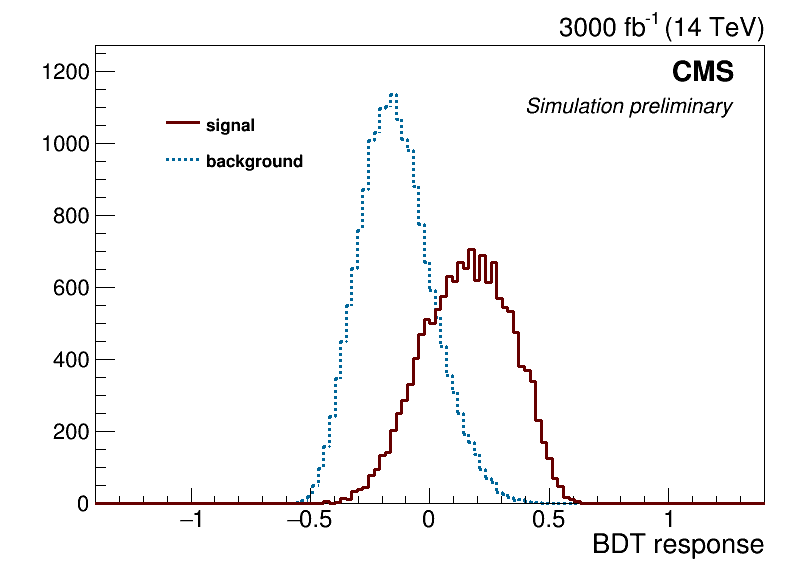 3000 fb⁻¹ (14 TeV)
CMS
Simulation preliminary
signal
background
1200
1000
800
600
400
200
0
−1
−0.5
0
0.5
1
BDT response